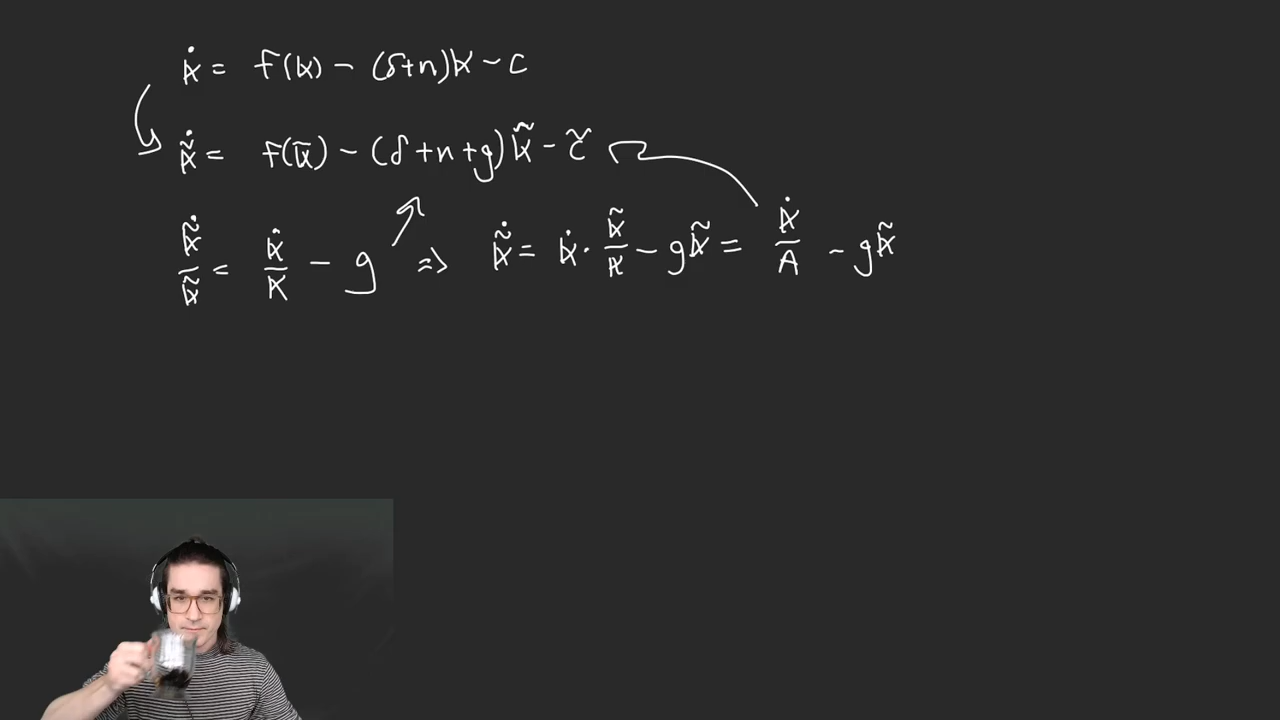 k̇ = f(k) − (δ+n)k − c
k̃̇ = f(k̃) − (δ+n+g)k̃ − c̃
k̃̇/k̃ = k̇/k − g ⇒ k̃̇ = k̇ · k̃/k − gk̃ = k̇/A − gk̃